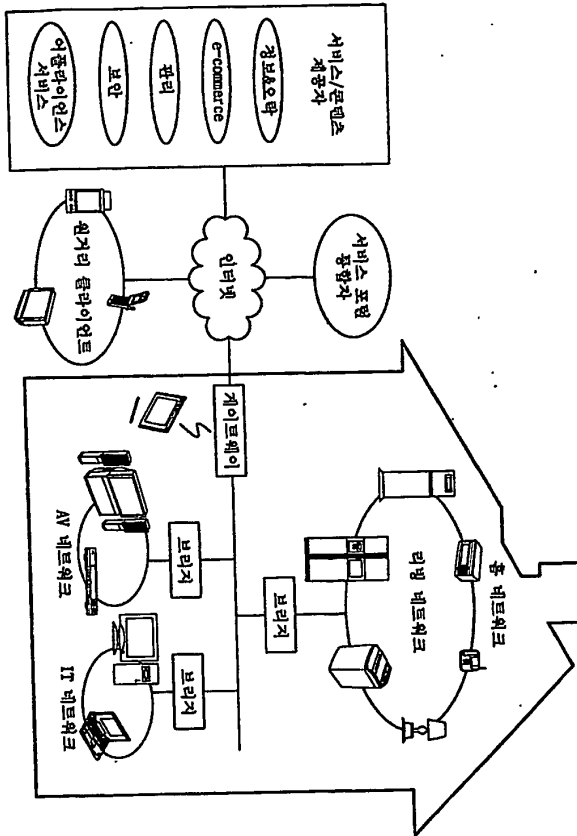 서비스/콘텐츠
제공자
정보&오락
e-commerce
관리
보안
어플라이언스
서비스
서비스 포털
통합자
인터넷
원거리 클라이언트
홈 네트워크
리빙 네트워크
게이트웨이
브리지
브리지
브리지
AV 네트워크
IT 네트워크